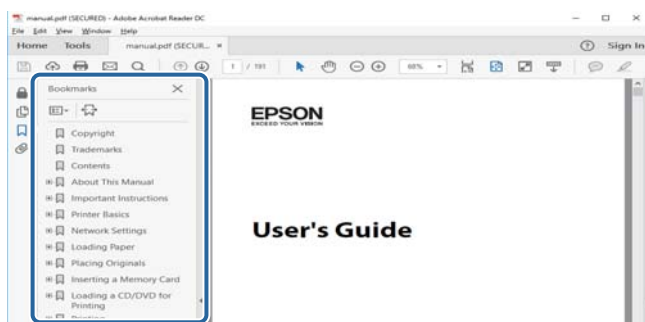 manual.pdf (SECURED) - Adobe Acrobat Reader DC
File Edit View Window Help
Home Tools manual.pdf (SECUR... × Sign In
1 / 191 68%
Bookmarks
Copyright
Trademarks
Contents
About This Manual
Important Instructions
Printer Basics
Network Settings
Loading Paper
Placing Originals
Inserting a Memory Card
Loading a CD/DVD for
Printing
Printing
EPSON
EXCEED YOUR VISION
User's Guide